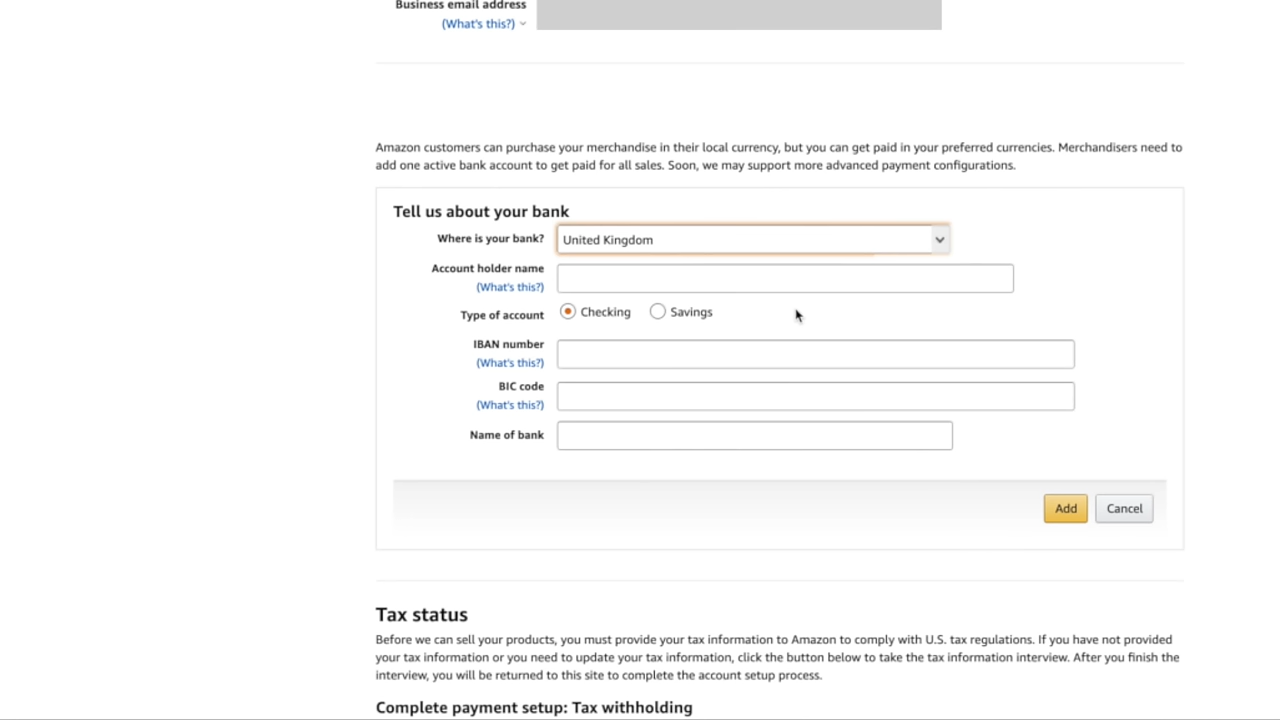 Business email address
(What's this?)
Amazon customers can purchase your merchandise in their local currency, but you can get paid in your preferred currencies. Merchandisers need to
add one active bank account to get paid for all sales. Soon, we may support more advanced payment configurations.
Tell us about your bank
Where is your bank? United Kingdom
Account holder name
(What's this?)
Type of account Checking Savings
IBAN number
(What's this?)
BIC code
(What's this?)
Name of bank
Add Cancel
Tax status
Before we can sell your products, you must provide your tax information to Amazon to comply with U.S. tax regulations. If you have not provided
your tax information or you need to update your tax information, click the button below to take the tax information interview. After you finish the
interview, you will be returned to this site to complete the account setup process.
Complete payment setup: Tax withholding